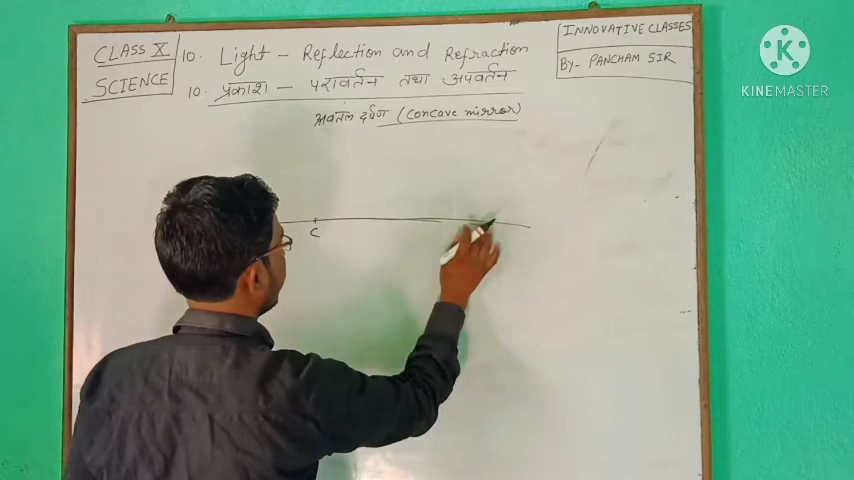 CLASS X
SCIENCE
10. Light - Reflection and Refraction
10. प्रकाश - परावर्तन तथा अपवर्तन
अवतल दर्पण (Concave mirror)
INNOVATIVE CLASSES
By- PANCHAM SIR
KINEMASTER
C